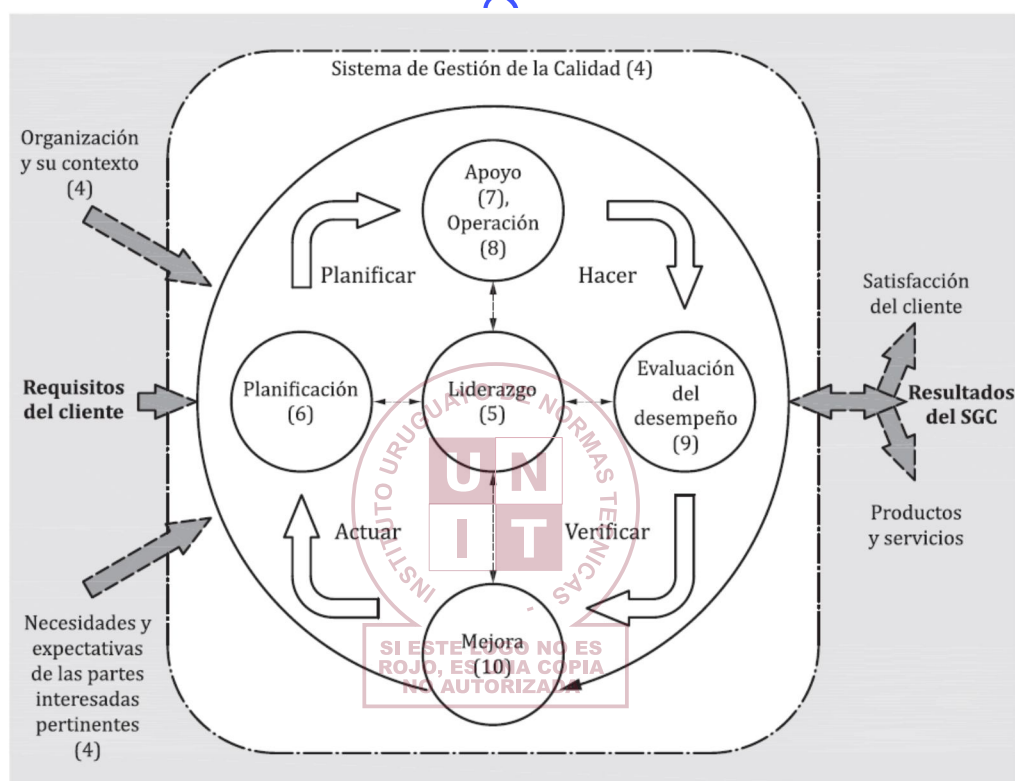 Sistema de Gestión de la Calidad (4)
Organización
y su contexto
(4)
Apoyo
(7),
Operación
(8)
Planificar
Hacer
Satisfacción
del cliente
Requisitos
del cliente
Planificación
(6)
Liderazgo
(5)
Evaluación
del
desempeño
(9)
Resultados
del SGC
INSTITUTO URUGUAYO DE NORMAS TECNICAS
U N
I T
Actuar
Verificar
Productos
y servicios
Necesidades y
expectativas
de las partes
interesadas
pertinentes
(4)
Mejora
(10)
SI ESTE LOGO NO ES
ROJO, ES UNA COPIA
NO AUTORIZADA